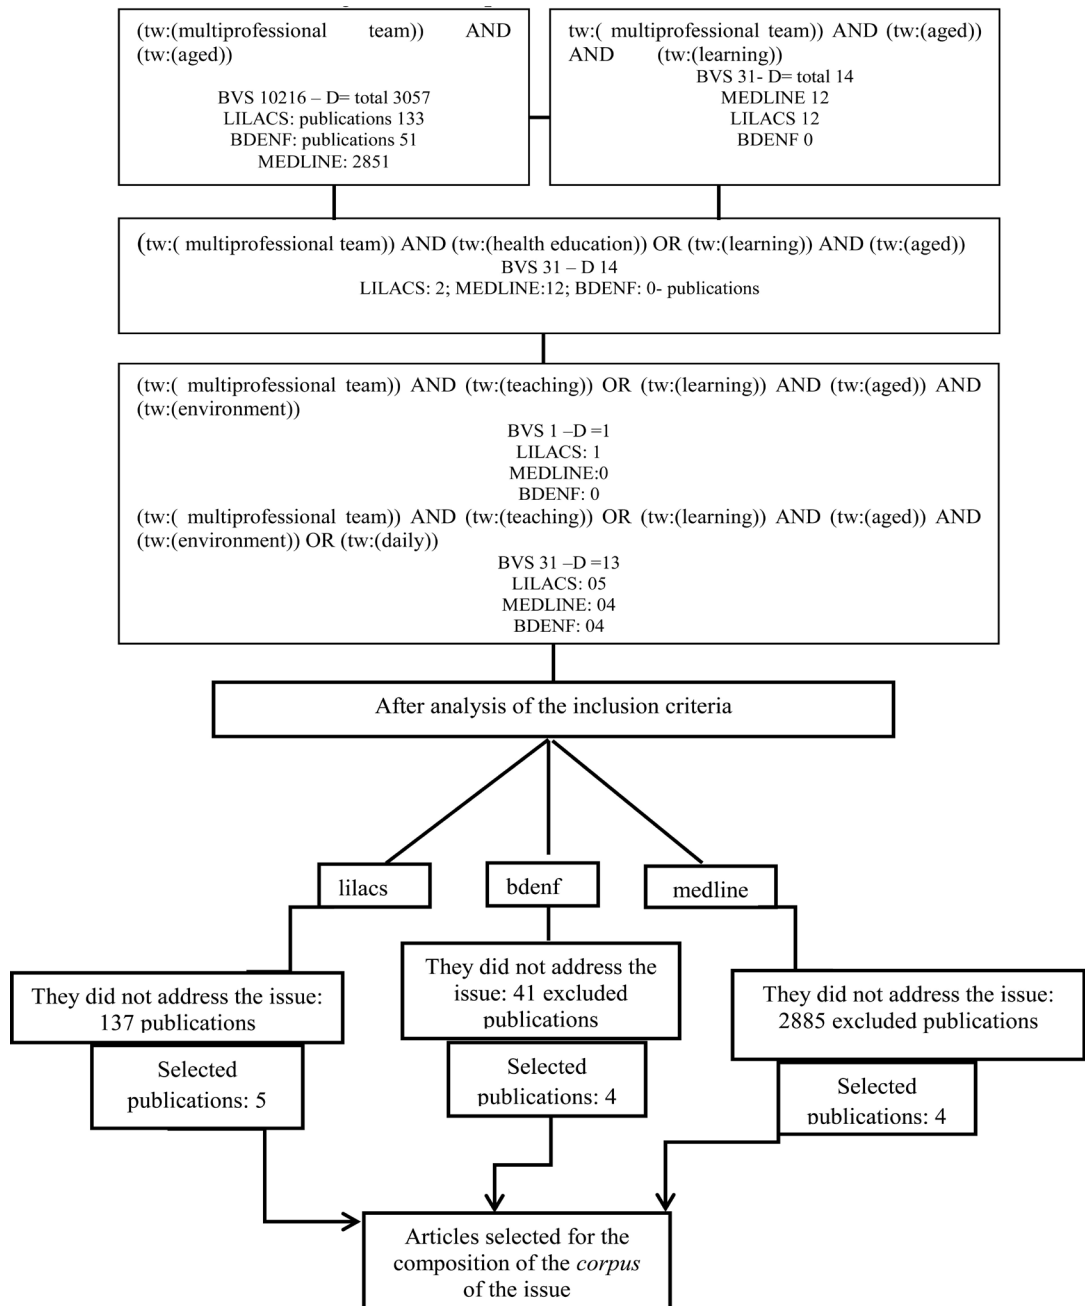 (tw:(multiprofessional team)) AND
(tw:(aged))
BVS 10216 – D= total 3057
LILACS: publications 133
BDENF: publications 51
MEDLINE: 2851
tw:( multiprofessional team)) AND (tw:(aged))
AND (tw:(learning))
BVS 31- D= total 14
MEDLINE 12
LILACS 12
BDENF 0
(tw:( multiprofessional team)) AND (tw:(health education)) OR (tw:(learning)) AND (tw:(aged))
BVS 31 – D 14
LILACS: 2; MEDLINE:12; BDENF: 0- publications
(tw:( multiprofessional team)) AND (tw:(teaching)) OR (tw:(learning)) AND (tw:(aged)) AND
(tw:(environment))
BVS 1 –D =1
LILACS: 1
MEDLINE:0
BDENF: 0
(tw:( multiprofessional team)) AND (tw:(teaching)) OR (tw:(learning)) AND (tw:(aged)) AND
(tw:(environment)) OR (tw:(daily))
BVS 31 –D =13
LILACS: 05
MEDLINE: 04
BDENF: 04
After analysis of the inclusion criteria
lilacs
bdenf
medline
They did not address the issue:
137 publications
They did not address the
issue: 41 excluded
publications
They did not address the issue:
2885 excluded publications
Selected
publications: 5
Selected
publications: 4
Selected
publications: 4
Articles selected for the
composition of the corpus
of the issue